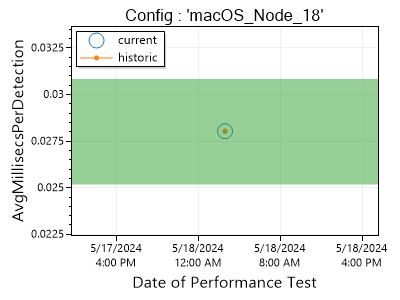 Config : 'macOS_Node_18'
current
historic
AvgMillisecsPerDetection
0.0325
0.03
0.0275
0.025
0.0225
5/17/2024 5/18/2024 5/18/2024 5/18/2024
4:00 PM 12:00 AM 8:00 AM 4:00 PM
Date of Performance Test